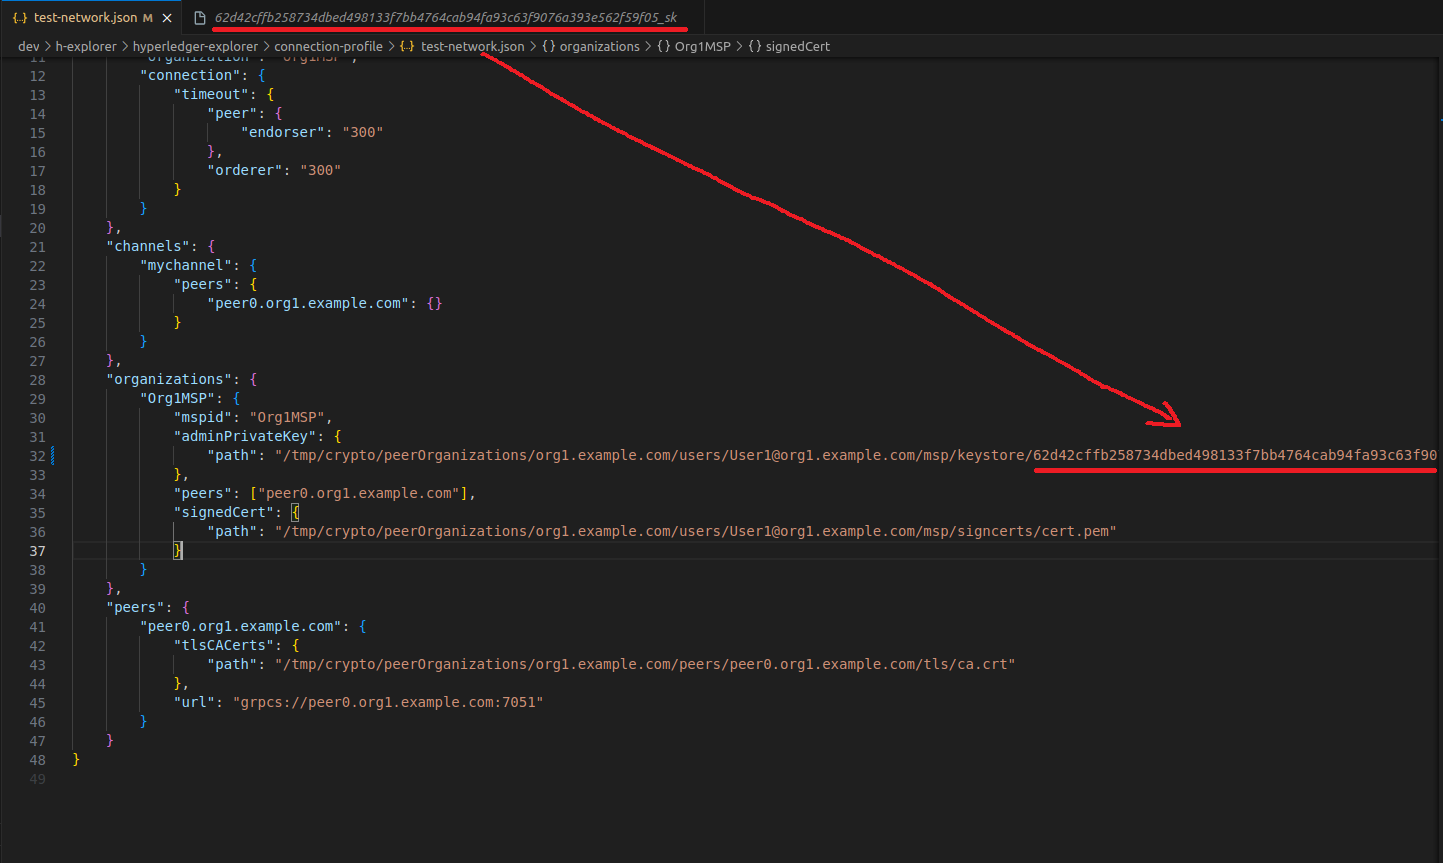 test-network.json M 62d42cffb258734dbed498133f7bb4764cab94fa93c63f9076a393e562f59f05_sk
dev > h-explorer > hyperledger-explorer > connection-profile > {..} test-network.json > {} organizations > {} Org1MSP > {} signedCert
11 "organization": "Org1MSP",
12 "connection": {
13 "timeout": {
14 "peer": {
15 "endorser": "300"
16 },
17 "orderer": "300"
18 }
19 }
20 },
21 "channels": {
22 "mychannel": {
23 "peers": {
24 "peer0.org1.example.com": {}
25 }
26 }
27 },
28 "organizations": {
29 "Org1MSP": {
30 "mspid": "Org1MSP",
31 "adminPrivateKey": {
32 "path": "/tmp/crypto/peerOrganizations/org1.example.com/users/User1@org1.example.com/msp/keystore/62d42cffb258734dbed498133f7bb4764cab94fa93c63f90
33 },
34 "peers": ["peer0.org1.example.com"],
35 "signedCert": {
36 "path": "/tmp/crypto/peerOrganizations/org1.example.com/users/User1@org1.example.com/msp/signcerts/cert.pem"
37 }
38 }
39 },
40 "peers": {
41 "peer0.org1.example.com": {
42 "tlsCACerts": {
43 "path": "/tmp/crypto/peerOrganizations/org1.example.com/peers/peer0.org1.example.com/tls/ca.crt"
44 },
45 "url": "grpcs://peer0.org1.example.com:7051"
46 }
47 }
48 }
49